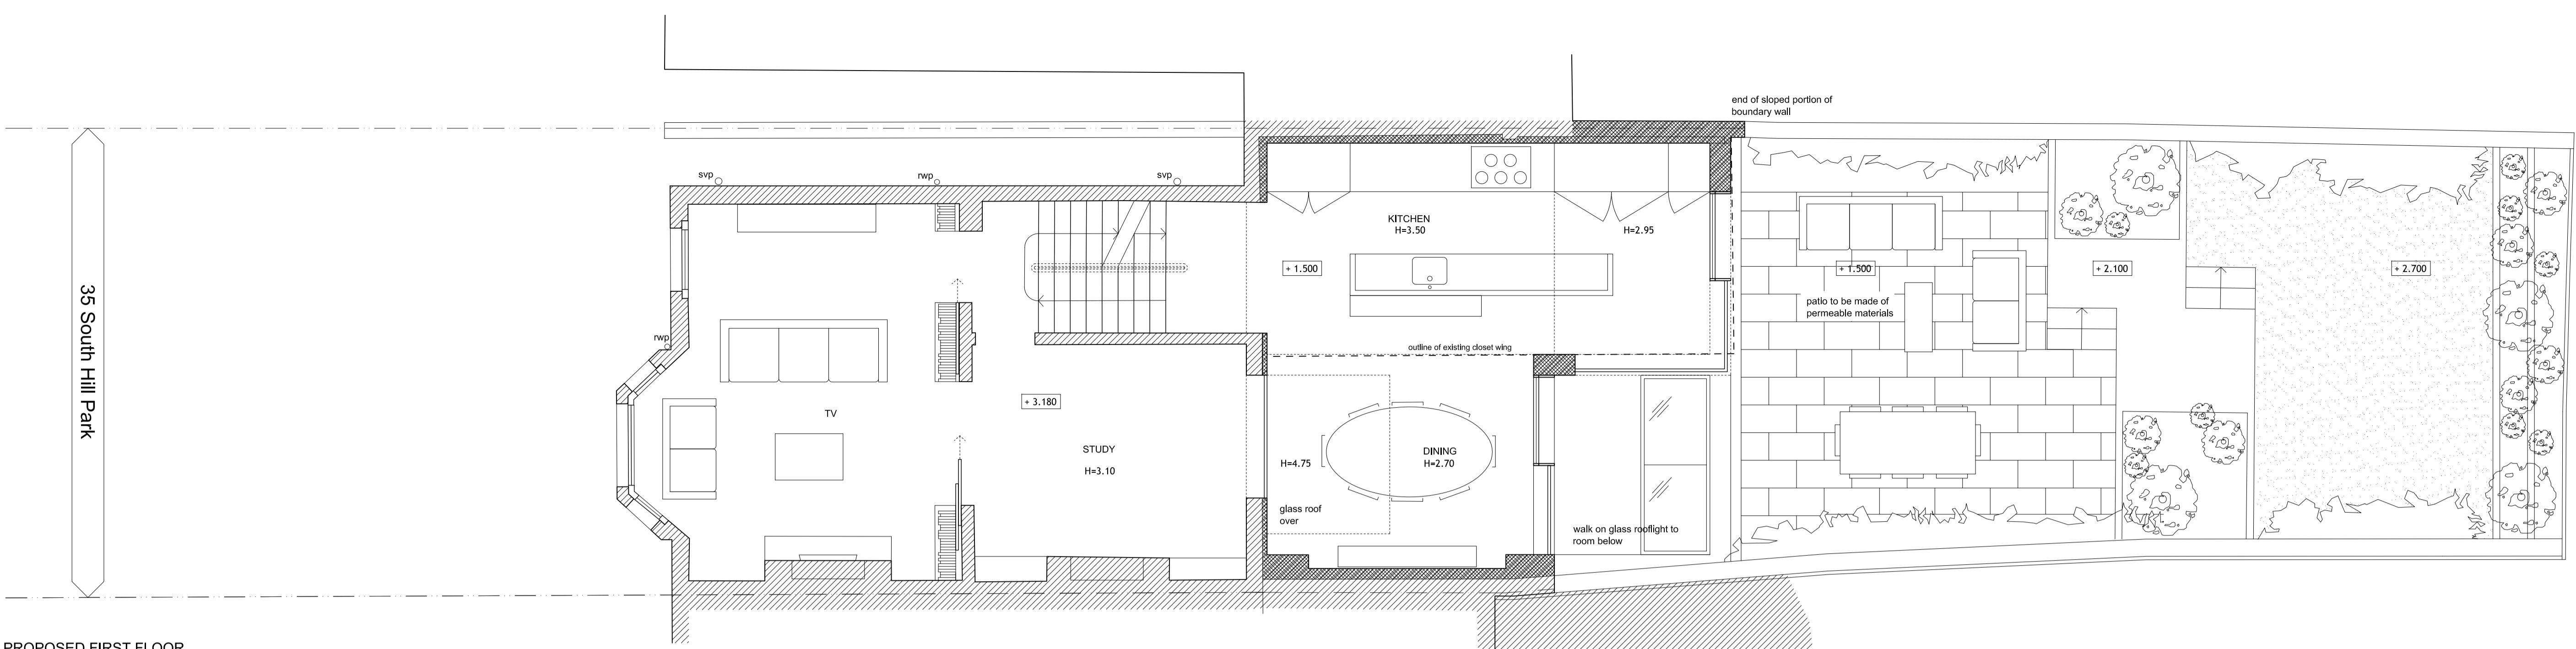 end of sloped portion of
boundary wall
svp
rwp
svp
KITCHEN
H=3.50
H=2.95
+ 1.500
+ 1.500
+ 2.100
+ 2.700
35 South Hill Park
patio to be made of
permeable materials
rwp
outline of existing closet wing
+ 3.180
TV
STUDY
H=3.10
H=4.75
DINING
H=2.70
glass roof
over
walk on glass rooflight to
room below
PROPOSED FIRST FLOOR